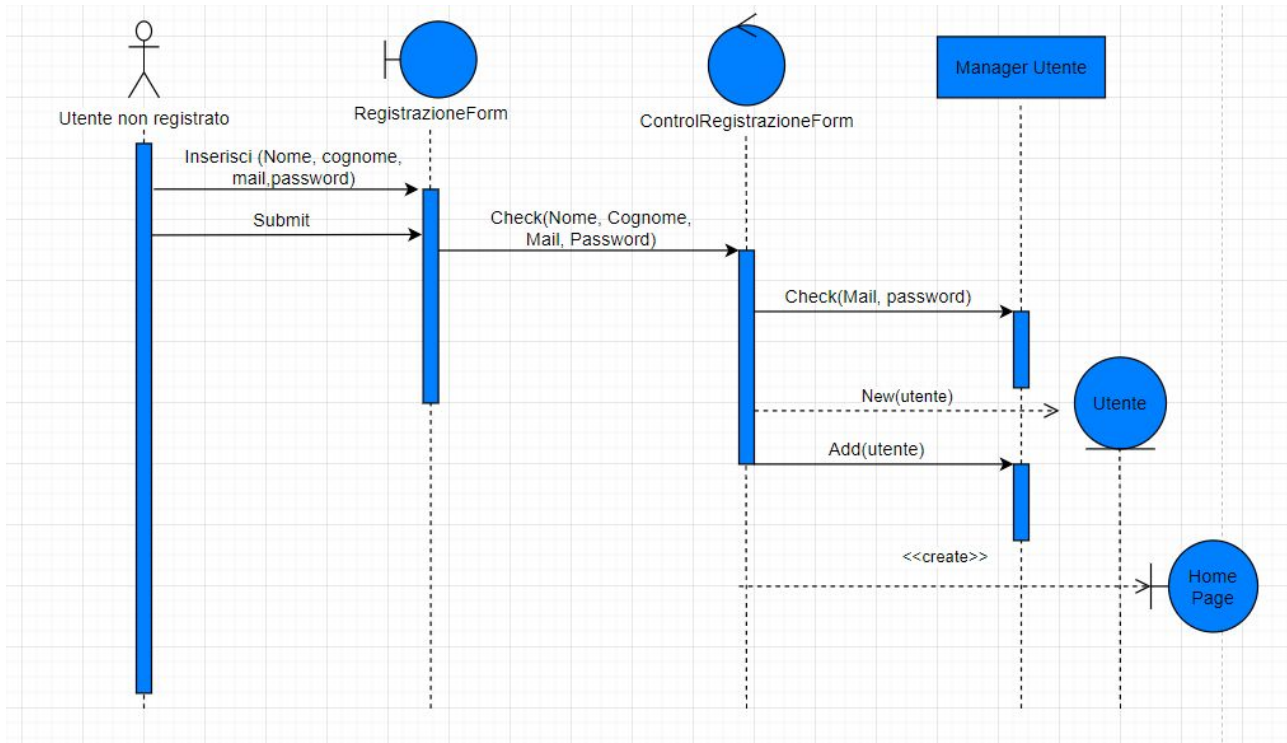 Utente non registrato
RegistrazioneForm
ControlRegistrazioneForm
Manager Utente
Inserisci (Nome, cognome,
mail,password)
Submit
Check(Nome, Cognome,
Mail, Password)
Check(Mail, password)
New(utente)
Utente
Add(utente)
<<create>>
Home
Page